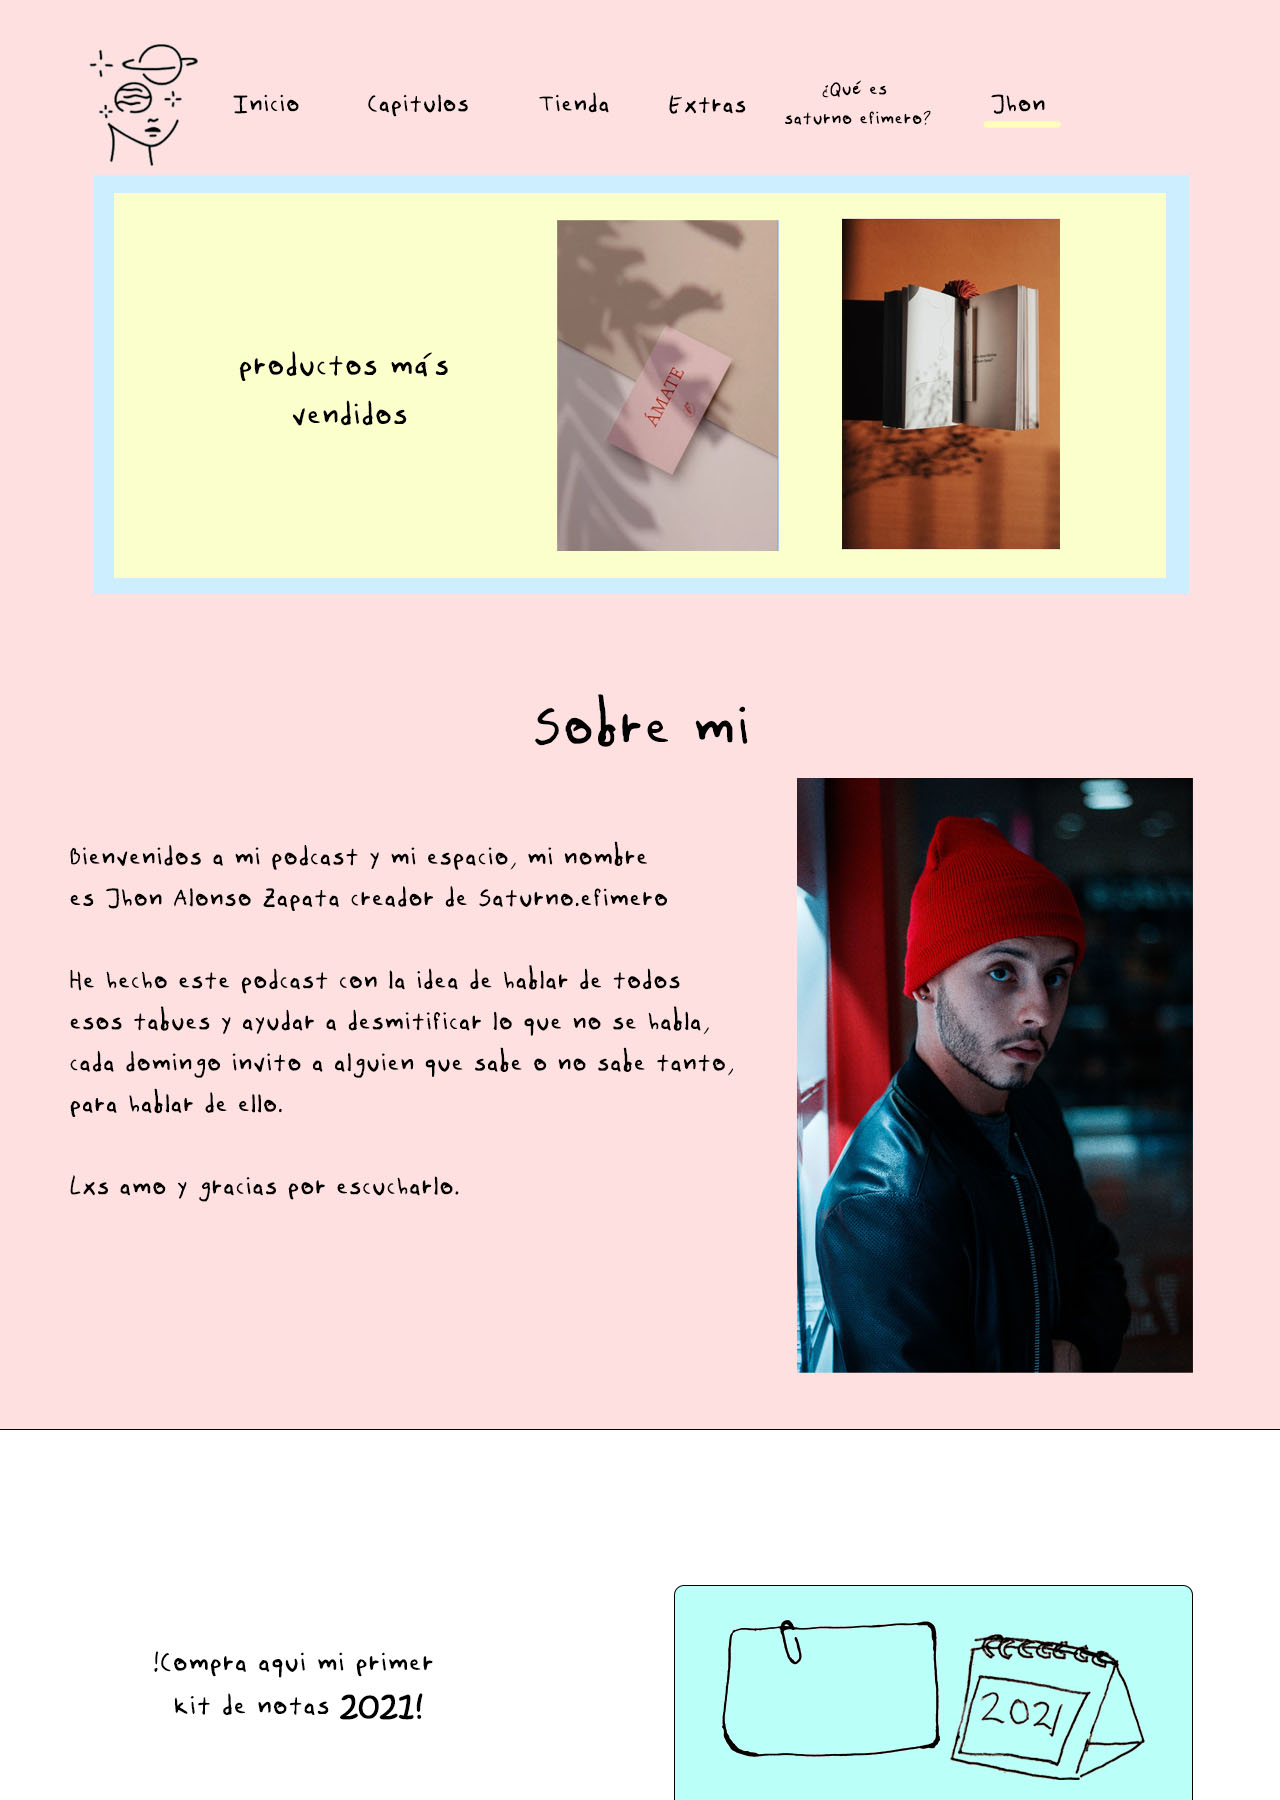 Inicio
Capitulos
Tienda
Extras
¿Qué es
saturno efimero?
Jhon
productos más
vendidos
ÁMATE
Sobre mi
Bienvenidos a mi podcast y mi espacio, mi nombre
es Jhon Alonso Zapata creador de Saturno.efimero
He hecho este podcast con la idea de hablar de todos
esos tabues y ayudar a desmitificar lo que no se habla,
cada domingo invito a alguien que sabe o no sabe tanto,
para hablar de ello.
Lxs amo y gracias por escucharlo.
!Compra aqui mi primer
kit de notas 2021!
2021